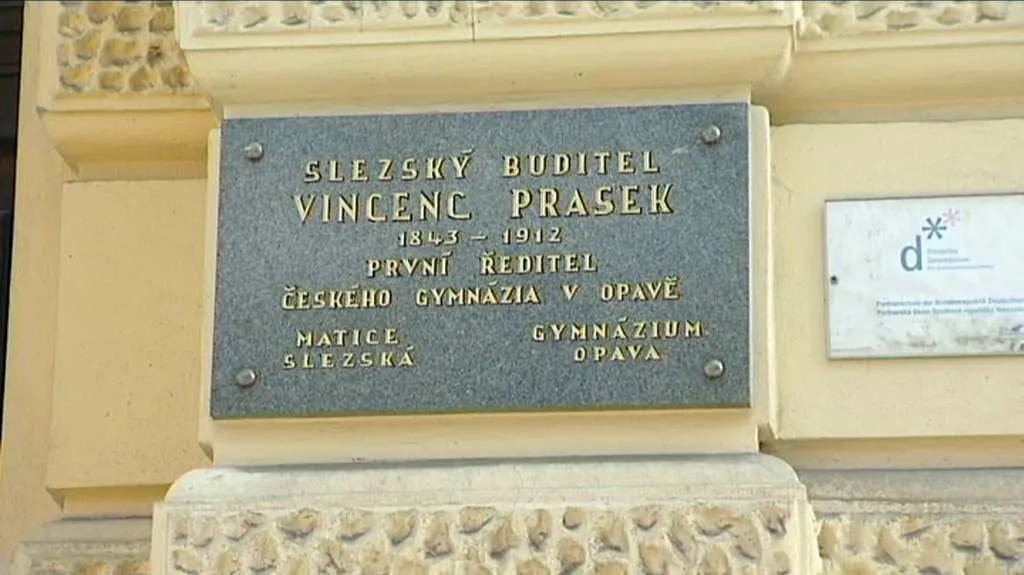 SLEZSKÝ BUDITEL
VINCENC PRASEK
1843 – 1912
PRVNÍ ŘEDITEL
ČESKÉHO GYMNÁZIA V OPAVĚ
MATICE
SLEZSKÁ
GYMNÁZIUM
OPAVA
d